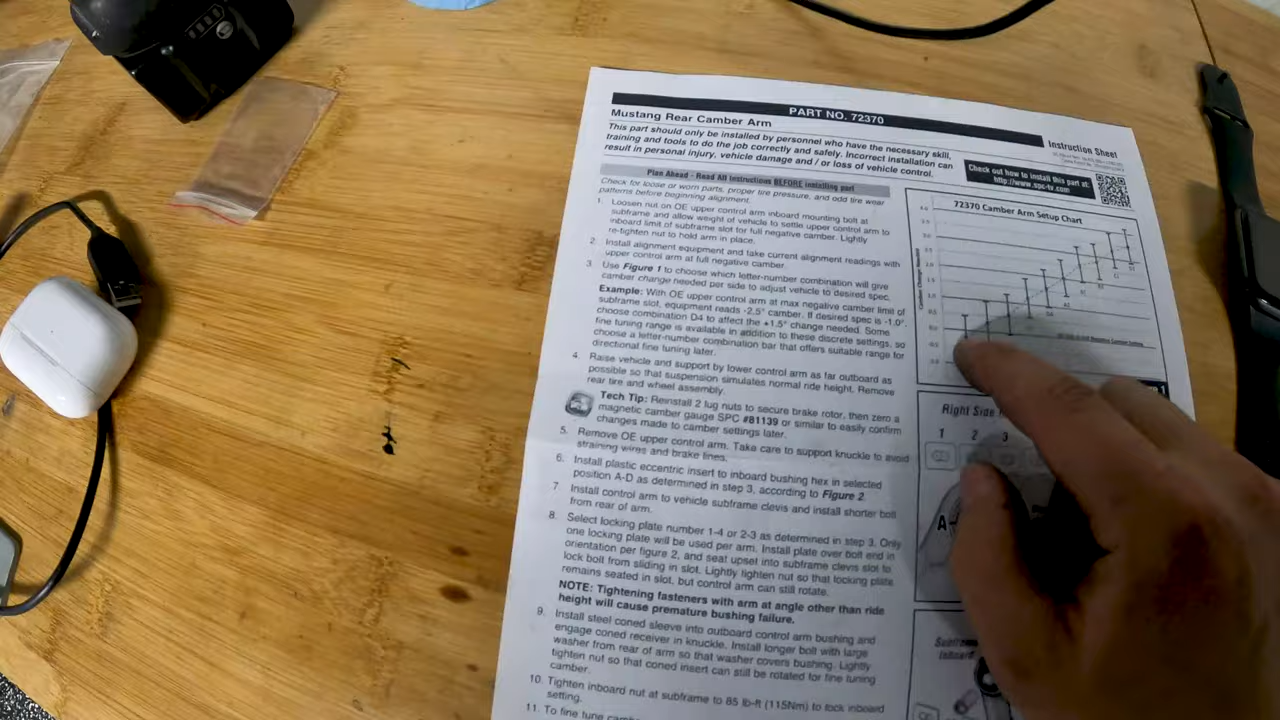 PART NO. 72370
Mustang Rear Camber Arm
Instruction Sheet
This part should only be installed by personnel who have the necessary skill,
training and tools to do the job correctly and safely. Incorrect installation can
result in personal injury, vehicle damage and / or loss of vehicle control.
Check out how to install this part at:
http://www.spc-tv.com
Plan Ahead - Read All Instructions BEFORE installing part
Check for loose or worn parts, proper tire pressure, and odd tire wear
patterns before beginning alignment.
1. Loosen nut on OE upper control arm inboard mounting bolt at
subframe and allow weight of vehicle to settle upper control arm to
inboard limit of subframe slot for full negative camber. Lightly
re-tighten nut to hold arm in place.
2. Install alignment equipment and take current alignment readings with
upper control arm at full negative camber.
3. Use Figure 1 to choose which letter-number combination will give
camber change needed per side to adjust vehicle to desired spec.
Example: With OE upper control arm at max negative camber limit of
subframe slot, equipment reads -2.5° camber. If desired spec is -1.0°,
choose combination D4 to affect the +1.5° change needed. Some
fine tuning range is available in addition to these discrete settings, so
choose a letter-number combination bar that offers suitable range for
directional fine tuning later.
4. Raise vehicle and support by lower control arm as far outboard as
possible so that suspension simulates normal ride height. Remove
rear tire and wheel assembly.
Tech Tip: Reinstall 2 lug nuts to secure brake rotor, then zero a
magnetic camber gauge SPC #81139 or similar to easily confirm
changes made to camber settings later.
5. Remove OE upper control arm. Take care to support knuckle to avoid
straining wires and brake lines.
6. Install plastic eccentric insert to inboard bushing hex in selected
position A-D as determined in step 3, according to Figure 2.
7. Install control arm to vehicle subframe clevis and install shorter bolt
from rear of arm.
8. Select locking plate number 1-4 or 2-3 as determined in step 3. Only
one locking plate will be used per arm. Install plate over bolt end in
orientation per figure 2, and seat upset into subframe clevis slot to
lock bolt from sliding in slot. Lightly tighten nut so that locking plate
remains seated in slot, but control arm can still rotate.
NOTE: Tightening fasteners with arm at angle other than ride
height will cause premature bushing failure.
9. Install steel coned sleeve into outboard control arm bushing and
engage coned receiver in knuckle. Install longer bolt with large
washer from rear of arm so that washer covers bushing. Lightly
tighten nut so that coned insert can still be rotated for fine tuning
camber.
10. Tighten inboard nut at subframe to 85 lb-ft (115Nm) to lock inboard
setting.
11. To fine tune
72370 Camber Arm Setup Chart
Right Side
1 2 3
A